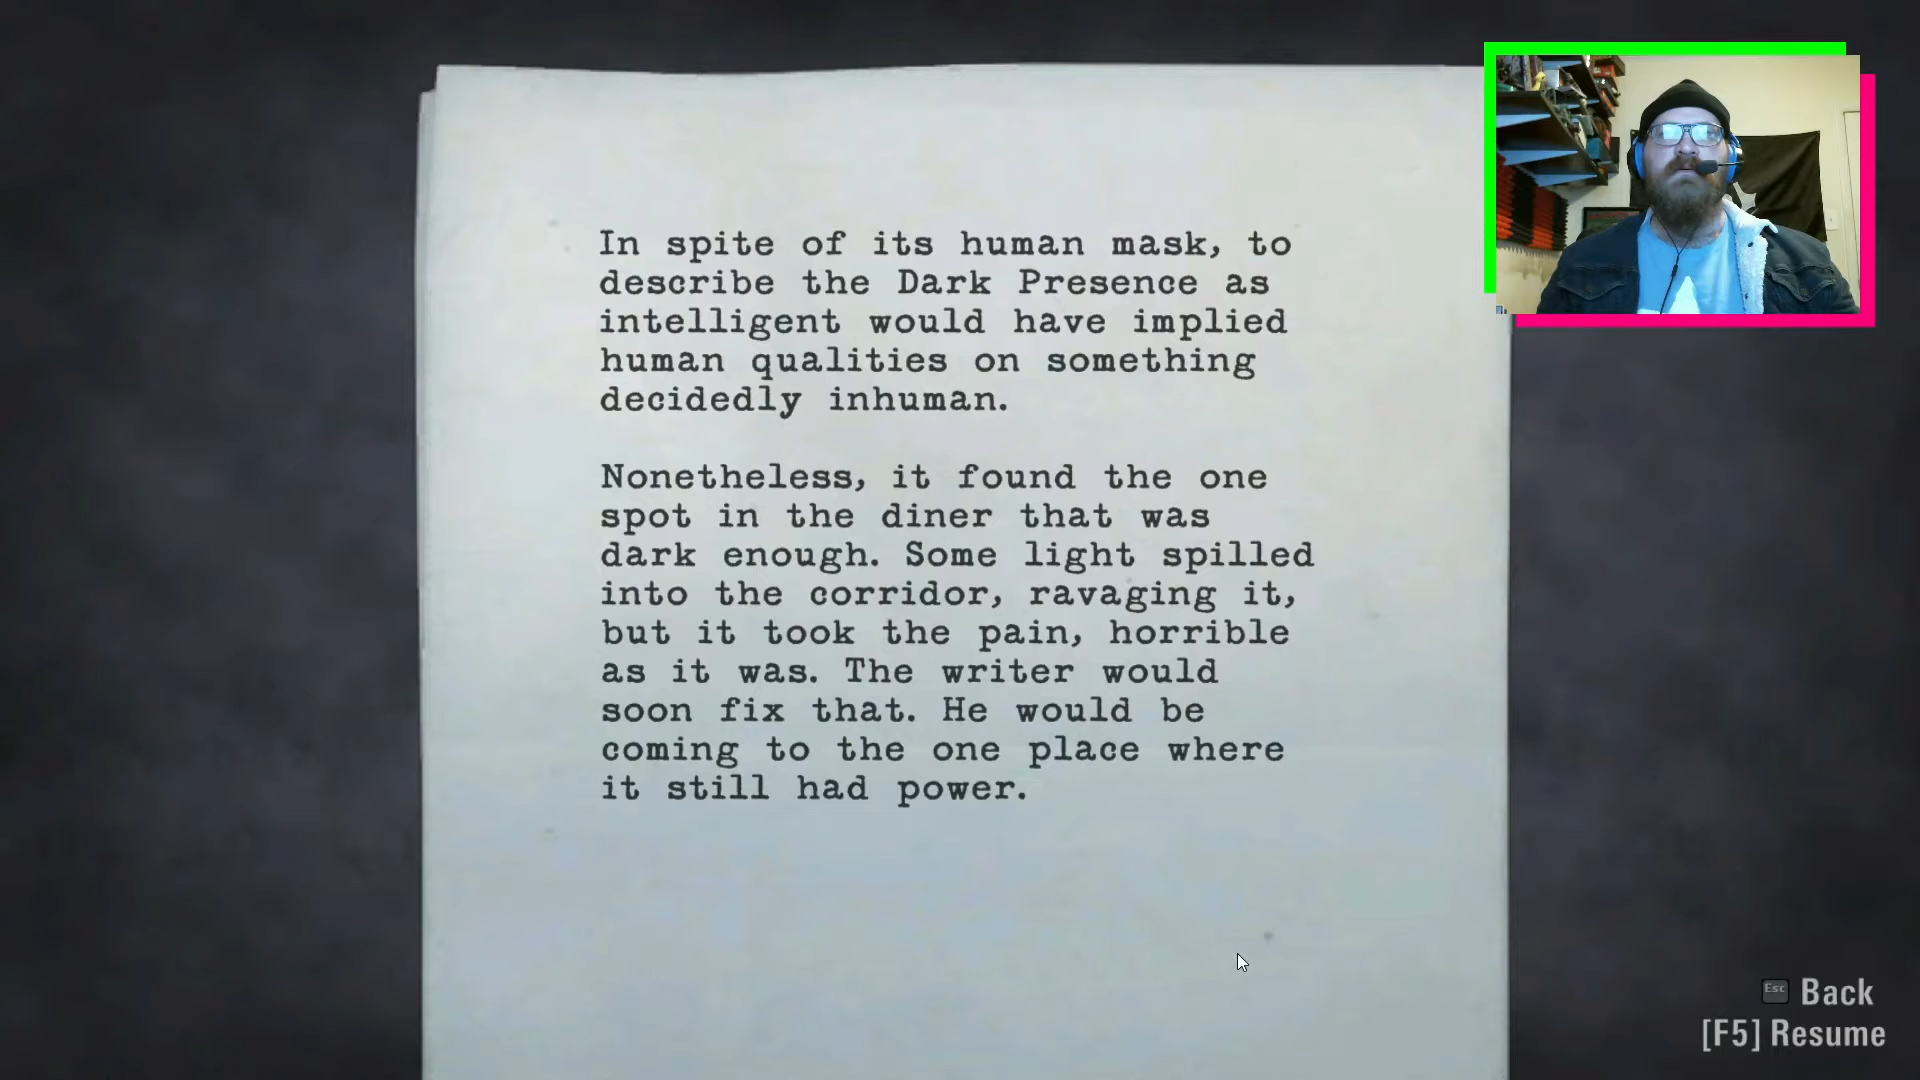 In spite of its human mask, to
describe the Dark Presence as
intelligent would have implied
human qualities on something
decidedly inhuman.
Nonetheless, it found the one
spot in the diner that was
dark enough. Some light spilled
into the corridor, ravaging it,
but it took the pain, horrible
as it was. The writer would
soon fix that. He would be
coming to the one place where
it still had power.
Esc Back
[F5] Resume